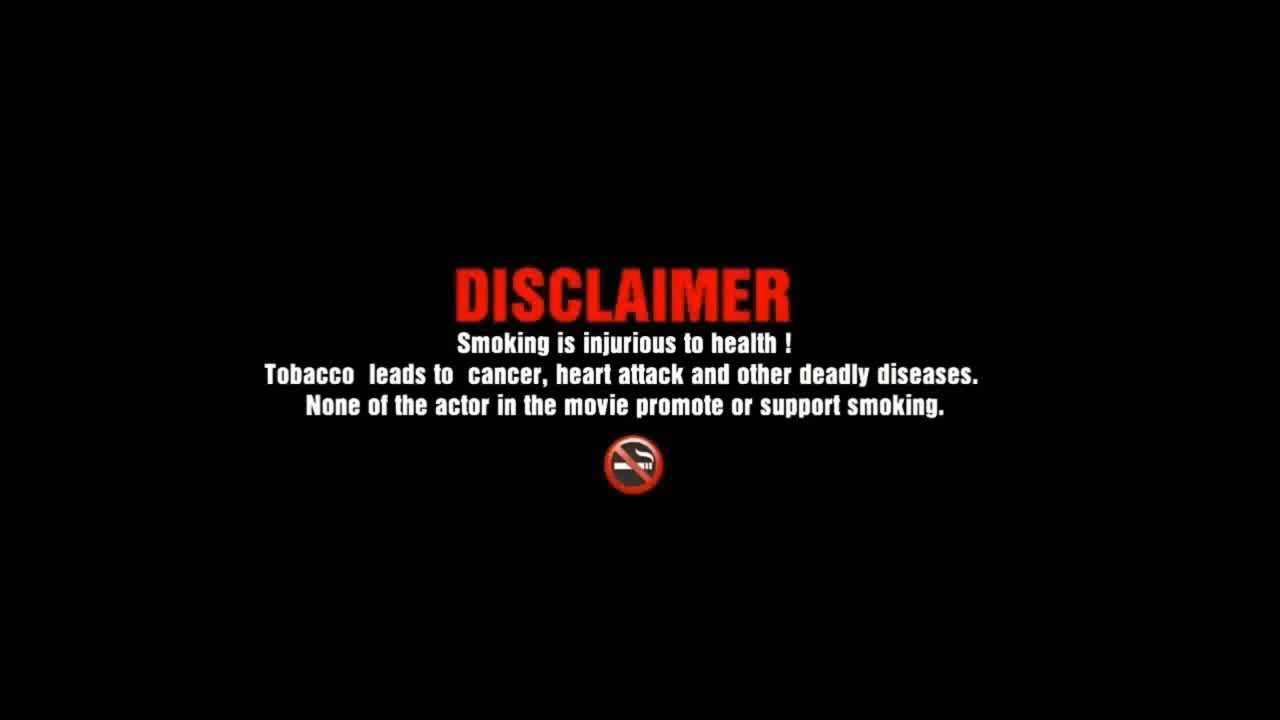 DISCLAIMER
Smoking is injurious to health !
Tobacco leads to cancer, heart attack and other deadly diseases.
None of the actor in the movie promote or support smoking.